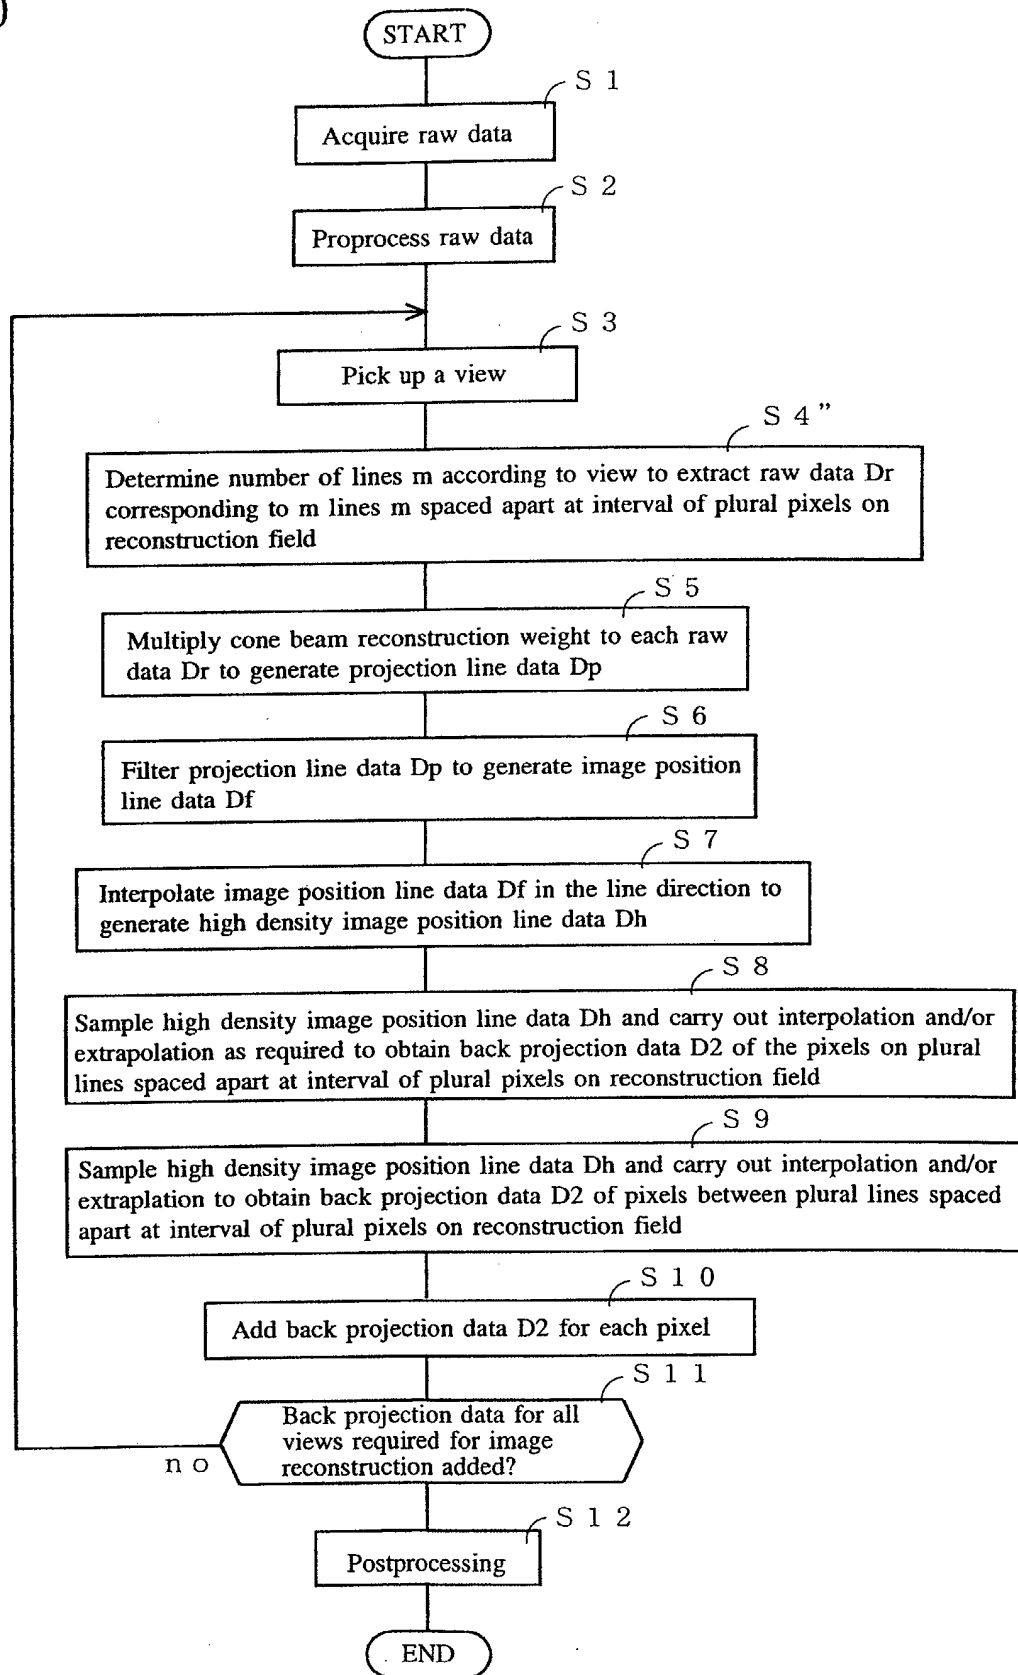 )
START
S 1
Acquire raw data
S 2
Proprocess raw data
S 3
Pick up a view
S 4”
Determine number of lines m according to view to extract raw data Dr
corresponding to m lines m spaced apart at interval of plural pixels on
reconstruction field
S 5
Multiply cone beam reconstruction weight to each raw
data Dr to generate projection line data Dp
S 6
Filter projection line data Dp to generate image position
line data Df
S 7
Interpolate image position line data Df in the line direction to
generate high density image position line data Dh
S 8
Sample high density image position line data Dh and carry out interpolation and/or
extrapolation as required to obtain back projection data D2 of the pixels on plural
lines spaced apart at interval of plural pixels on reconstruction field
S 9
Sample high density image position line data Dh and carry out interpolation and/or
extraplation to obtain back projection data D2 of pixels between plural lines spaced
apart at interval of plural pixels on reconstruction field
S 1 0
Add back projection data D2 for each pixel
S 1 1
Back projection data for all
views required for image
reconstruction added?
n o
S 1 2
Postprocessing
END